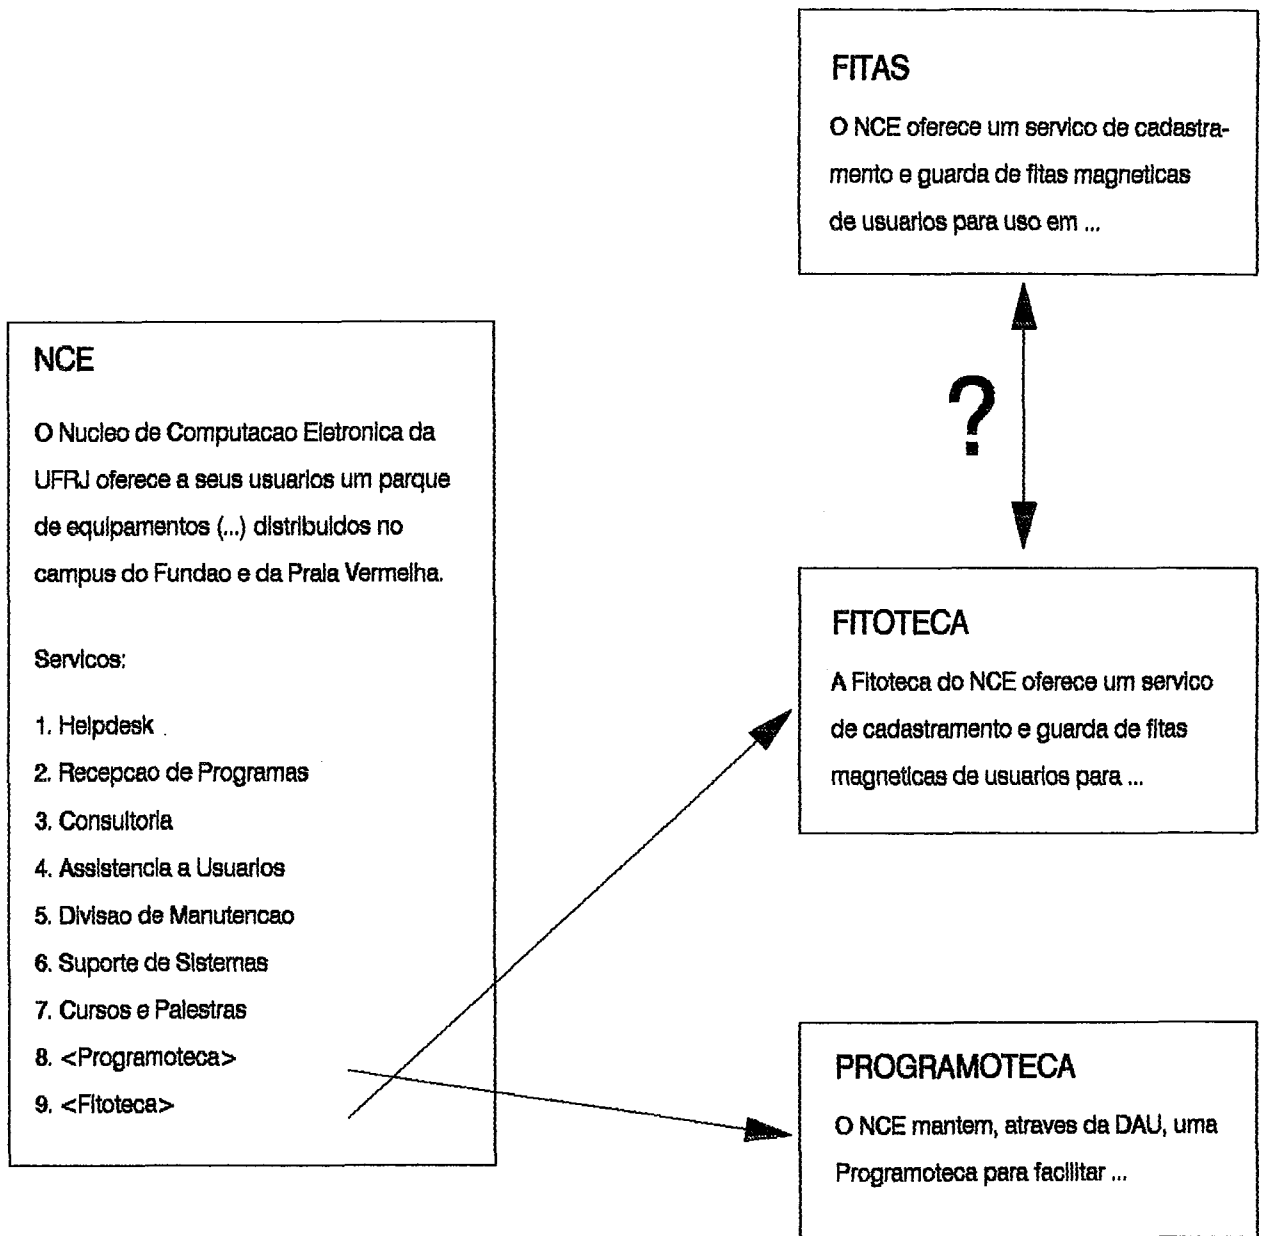 FITAS
O NCE oferece um servico de cadastra-
mento e guarda de fitas magneticas
de usuarios para uso em ...
?
NCE
O Nucleo de Computacao Eletronica da
UFRJ oferece a seus usuarios um parque
de equipamentos (...) distribuidos no
campus do Fundao e da Praia Vermelha.
Servicos:
1. Helpdesk
2. Recepcao de Programas
3. Consultoria
4. Assistencia a Usuarios
5. Divisao de Manutencao
6. Suporte de Sistemas
7. Cursos e Palestras
8. <Programoteca>
9. <Fitoteca>
FITOTECA
A Fitoteca do NCE oferece um servico
de cadastramento e guarda de fitas
magneticas de usuarios para ...
PROGRAMOTECA
O NCE mantem, atraves da DAU, uma
Programoteca para facilitar ...